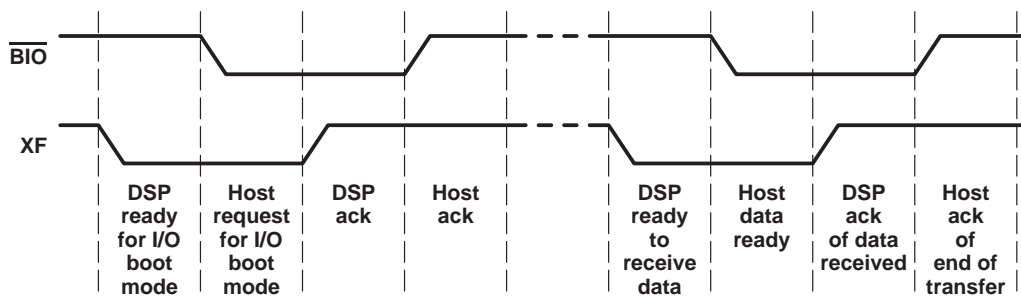 BIO
XF
DSP
ready
for I/O
boot
mode
Host
request
for I/O
boot
mode
DSP
ack
Host
ack
DSP
ready
to
receive
data
Host
data
ready
DSP
ack
of data
received
Host
ack
of
end of
transfer